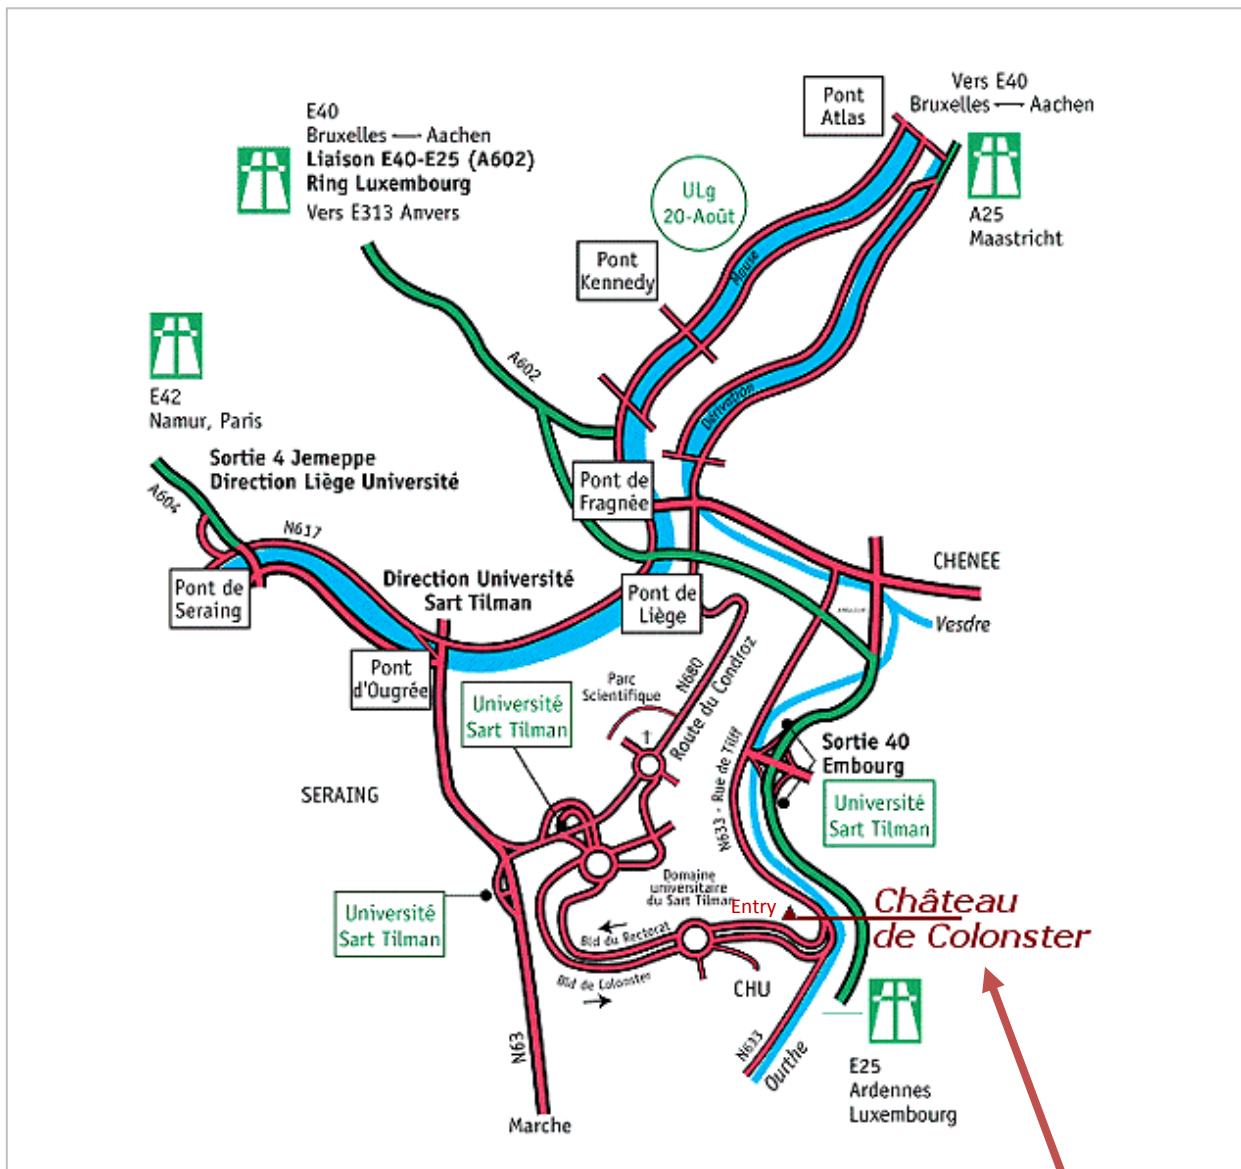 Vers E40
Bruxelles — Aachen
Pont
Atlas
E40
Bruxelles — Aachen
Liaison E40-E25 (A602)
Ring Luxembourg
Vers E313 Anvers
ULg
20-Août
A25
Maastricht
Pont
Kennedy
Meuse
A602
Dérivation
E42
Namur, Paris
Sortie 4 Jemeppe
Direction Liège Université
A604
N617
Pont de
Fragnée
Direction Université
Sart Tilman
Pont de
Seraing
Pont de
Liège
CHENEE
Vesdre
Pont
d'Ougrée
Parc
Scientifique
N680
Route du Condroz
Université
Sart Tilman
N633 - Rue de Tilff
Sortie 40
Embourg
Université
Sart Tilman
SERAING
Domaine
universitaire
du Sart Tilman
Entry
Château
de Colonster
Université
Sart Tilman
Bld du Rectorat
Bld de Colonster
CHU
N63
N633
Ourthe
E25
Ardennes
Luxembourg
Marche